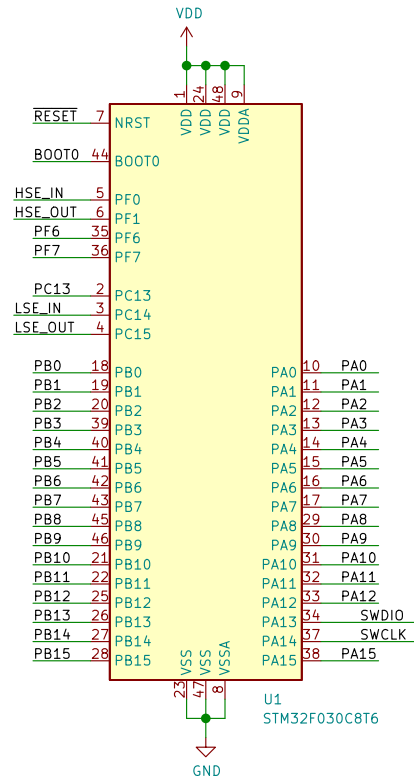 VDD
1 24 48 9
VDD VDD VDD VDDA
RESET 7 NRST
BOOT0 44 BOOT0
HSE_IN 5 PF0
HSE_OUT 6 PF1
PF6 35 PF6
PF7 36 PF7
PC13 2 PC13
LSE_IN 3 PC14
LSE_OUT 4 PC15
PB0 18 PB0 PA0 10 PA0
PB1 19 PB1 PA1 11 PA1
PB2 20 PB2 PA2 12 PA2
PB3 39 PB3 PA3 13 PA3
PB4 40 PB4 PA4 14 PA4
PB5 41 PB5 PA5 15 PA5
PB6 42 PB6 PA6 16 PA6
PB7 43 PB7 PA7 17 PA7
PB8 45 PB8 PA8 29 PA8
PB9 46 PB9 PA9 30 PA9
PB10 21 PB10 PA10 31 PA10
PB11 22 PB11 PA11 32 PA11
PB12 25 PB12 PA12 33 PA12
PB13 26 PB13 PA13 34 SWDIO
PB14 27 PB14 PA14 37 SWCLK
PB15 28 PB15 PA15 38 PA15
VSS VSS VSSA
23 47 8
U1
STM32F030C8T6
GND